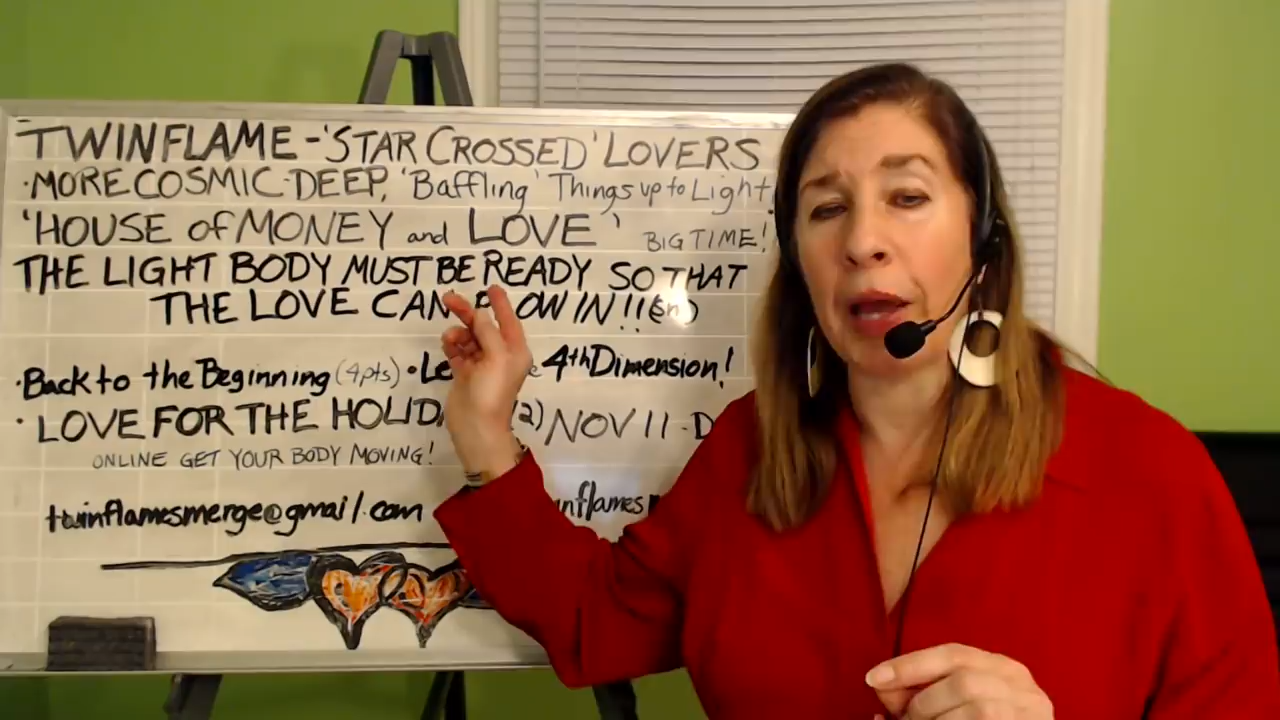 TWINFLAME - 'STAR CROSSED' LOVERS
·MORE COSMIC-DEEP, 'Baffling' Things up to Light,
'HOUSE of MONEY and LOVE' BIG TIME!
THE LIGHT BODY MUST BE READY SO THAT
THE LOVE CAN IN!!
·Back to the Beginning (4pts) · 4th Dimension!
· LOVE FOR THE (2) NOV 11 -
ONLINE GET YOUR BODY MOVING!
twinflamesmerge@gmail.com